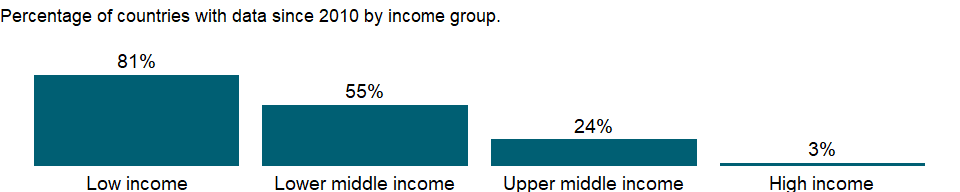 Percentage of countries with data since 2010 by income group.
81%
55%
24%
3%
Low income
Lower middle income
Upper middle income
High income